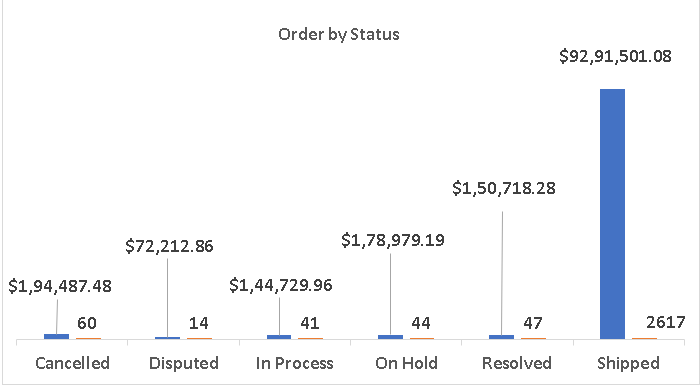 Order by Status
$92,91,501.08
$1,50,718.28
$1,78,979.19
$72,212.86
$1,94,487.48
$1,44,729.96
60
14
41
44
47
2617
Cancelled
Disputed
In Process
On Hold
Resolved
Shipped